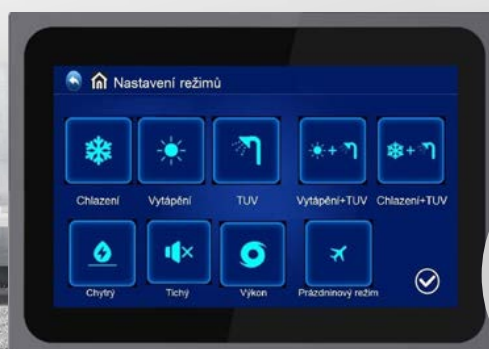 Nastavení režimů
Chlazení Vytápění TUV Vytápění+TUV Chlazení+TUV
Chytrý Tichý Výkon Prázdninový režim